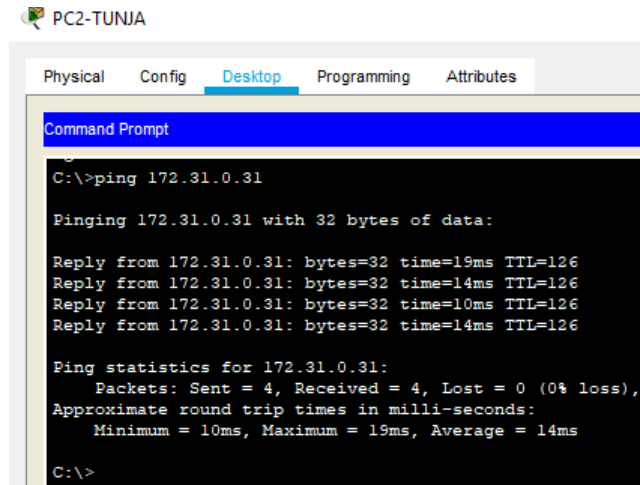 PC2-TUNJA
Physical Config Desktop Programming Attributes
Command Prompt
C:\>ping 172.31.0.31
Pinging 172.31.0.31 with 32 bytes of data:
Reply from 172.31.0.31: bytes=32 time=19ms TTL=126
Reply from 172.31.0.31: bytes=32 time=14ms TTL=126
Reply from 172.31.0.31: bytes=32 time=10ms TTL=126
Reply from 172.31.0.31: bytes=32 time=14ms TTL=126
Ping statistics for 172.31.0.31:
Packets: Sent = 4, Received = 4, Lost = 0 (0% loss),
Approximate round trip times in milli-seconds:
Minimum = 10ms, Maximum = 19ms, Average = 14ms
C:\>